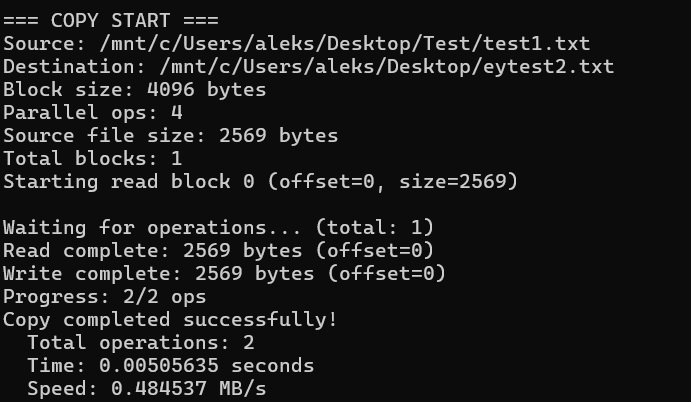 === COPY START ===
Source: /mnt/c/Users/aleks/Desktop/Test/test1.txt
Destination: /mnt/c/Users/aleks/Desktop/eytest2.txt
Block size: 4096 bytes
Parallel ops: 4
Source file size: 2569 bytes
Total blocks: 1
Starting read block 0 (offset=0, size=2569)
Waiting for operations... (total: 1)
Read complete: 2569 bytes (offset=0)
Write complete: 2569 bytes (offset=0)
Progress: 2/2 ops
Copy completed successfully!
Total operations: 2
Time: 0.00505635 seconds
Speed: 0.484537 MB/s